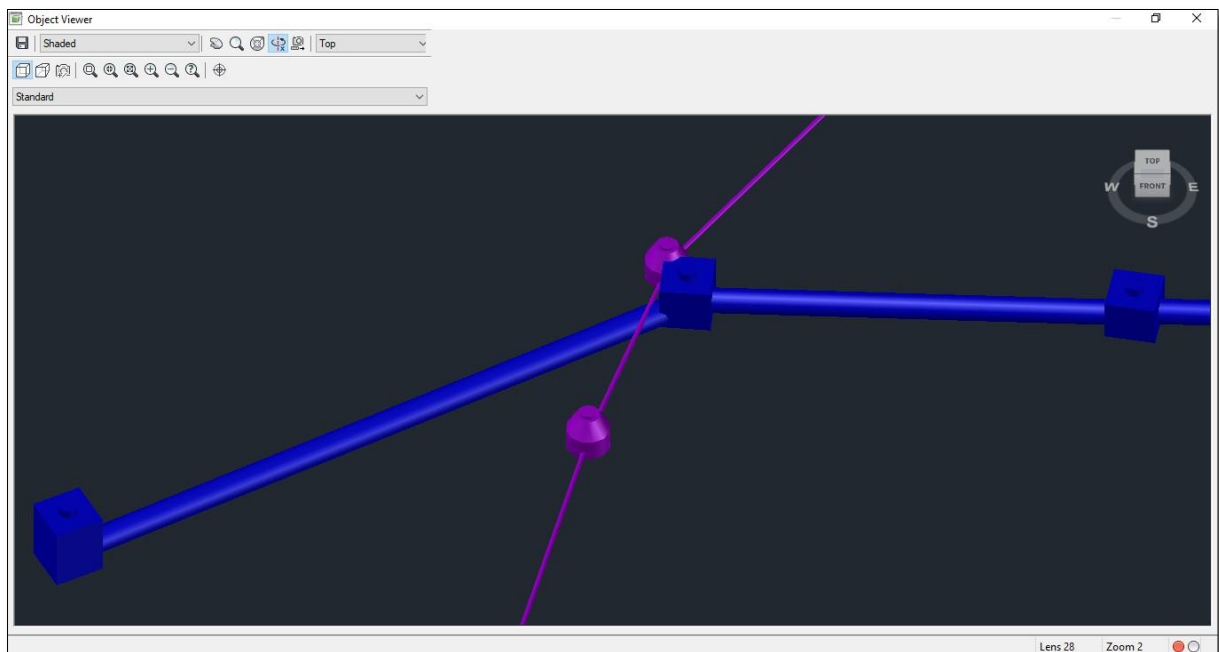 Object Viewer
Shaded
Top
Standard
TOP
W FRONT E
S
Lens 28 Zoom 2